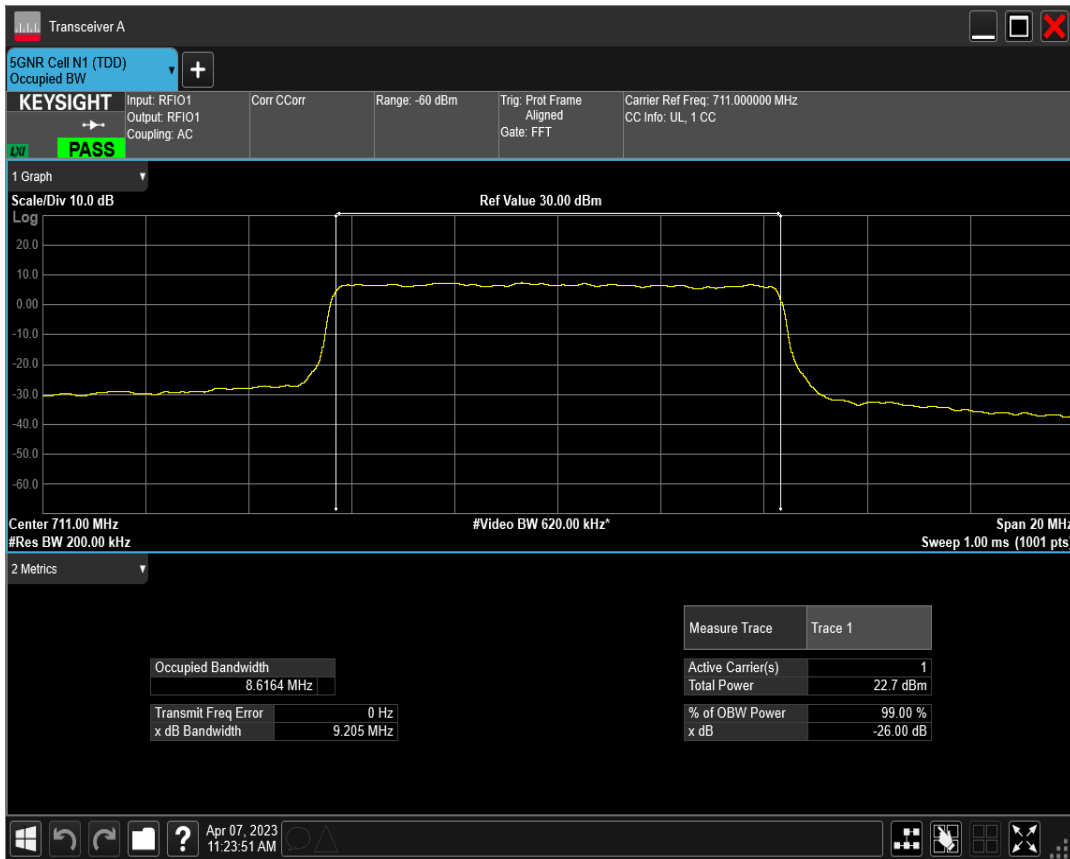 Transceiver A
5GNR Cell N1 (TDD)
Occupied BW
KEYSIGHT
LXI
PASS
Input: RFIO1
Output: RFIO1
Coupling: AC
Corr CCorr
Range: -60 dBm
Trig: Prot Frame
Aligned
Gate: FFT
Carrier Ref Freq: 711.000000 MHz
CC Info: UL, 1 CC
1 Graph
Scale/Div 10.0 dB
Ref Value 30.00 dBm
Log
20.0
10.0
0.00
-10.0
-20.0
-30.0
-40.0
-50.0
-60.0
Center 711.00 MHz
#Video BW 620.00 kHz*
Span 20 MHz
#Res BW 200.00 kHz
Sweep 1.00 ms (1001 pts)
2 Metrics
Measure Trace Trace 1
Occupied Bandwidth
8.6164 MHz
Active Carrier(s) 1
Total Power 22.7 dBm
Transmit Freq Error 0 Hz
x dB Bandwidth 9.205 MHz
% of OBW Power 99.00 %
x dB -26.00 dB
Apr 07, 2023
11:23:51 AM